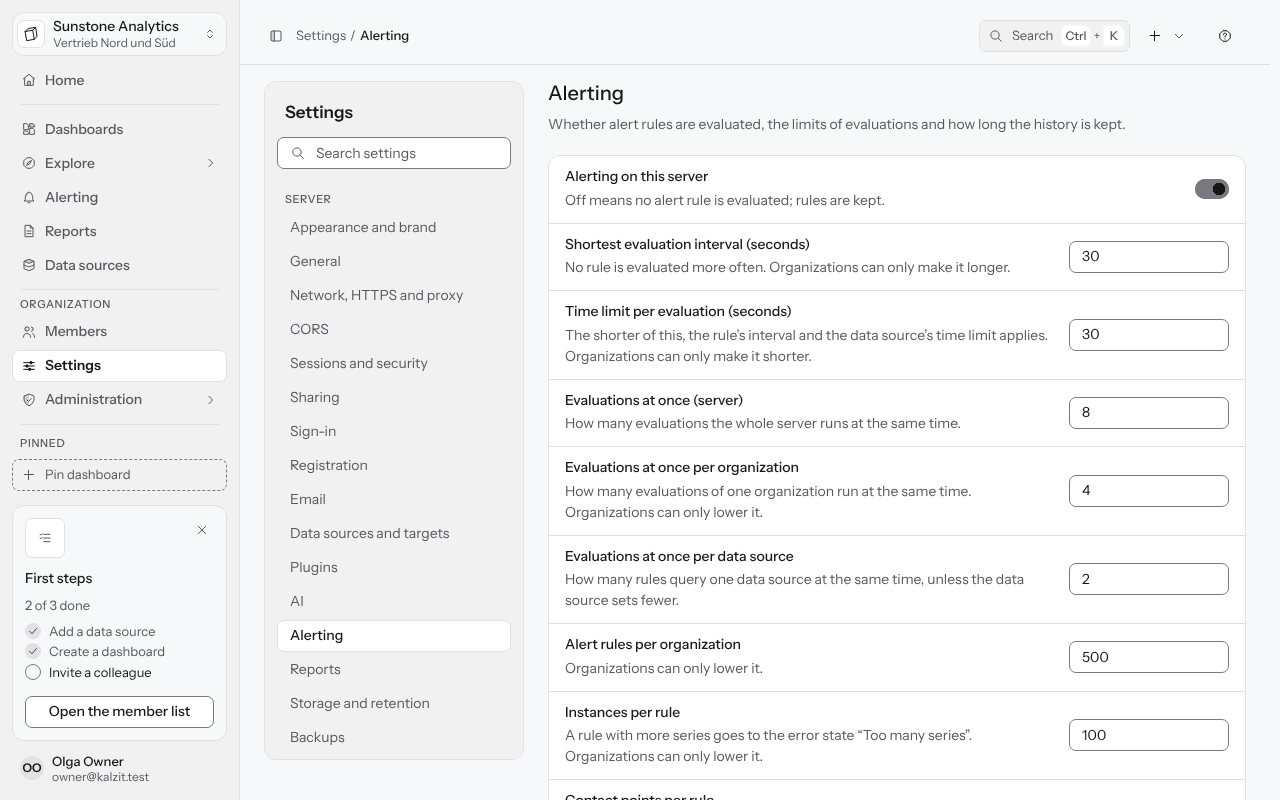 Sunstone Analytics
Vertrieb Nord und Süd
Home
Dashboards
Explore
Alerting
Reports
Data sources
ORGANIZATION
Members
Settings
Administration
PINNED
Pin dashboard
First steps
2 of 3 done
Add a data source
Create a dashboard
Invite a colleague
Open the member list
OO
Olga Owner
owner@kalzit.test
Settings / Alerting
Search Ctrl + K
Settings
Search settings
SERVER
Appearance and brand
General
Network, HTTPS and proxy
CORS
Sessions and security
Sharing
Sign-in
Registration
Email
Data sources and targets
Plugins
AI
Alerting
Reports
Storage and retention
Backups
Alerting
Whether alert rules are evaluated, the limits of evaluations and how long the history is kept.
Alerting on this server
Off means no alert rule is evaluated; rules are kept.
Shortest evaluation interval (seconds)
No rule is evaluated more often. Organizations can only make it longer.
30
Time limit per evaluation (seconds)
The shorter of this, the rule’s interval and the data source’s time limit applies.
Organizations can only make it shorter.
30
Evaluations at once (server)
How many evaluations the whole server runs at the same time.
8
Evaluations at once per organization
How many evaluations of one organization run at the same time.
Organizations can only lower it.
4
Evaluations at once per data source
How many rules query one data source at the same time, unless the data
source sets fewer.
2
Alert rules per organization
Organizations can only lower it.
500
Instances per rule
A rule with more series goes to the error state “Too many series”.
Organizations can only lower it.
100
Contact points per rule